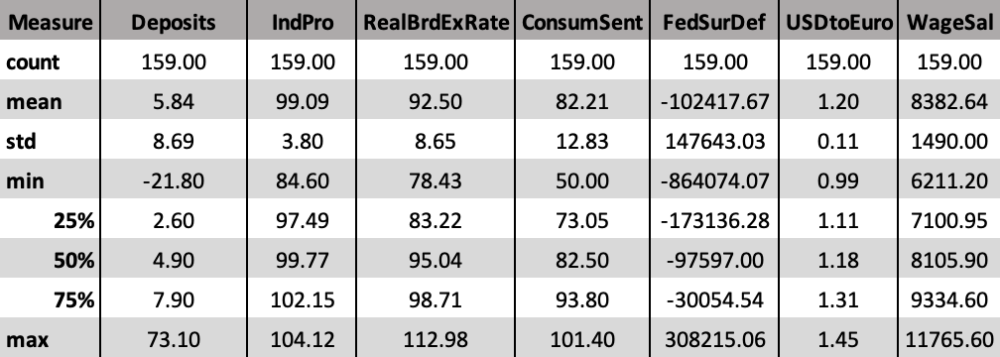 Measure Deposits IndPro RealBrdExRate ConsumSent FedSurDef USDtoEuro WageSal
count 159.00 159.00 159.00 159.00 159.00 159.00 159.00
mean 5.84 99.09 92.50 82.21 -102417.67 1.20 8382.64
std 8.69 3.80 8.65 12.83 147643.03 0.11 1490.00
min -21.80 84.60 78.43 50.00 -864074.07 0.99 6211.20
25% 2.60 97.49 83.22 73.05 -173136.28 1.11 7100.95
50% 4.90 99.77 95.04 82.50 -97597.00 1.18 8105.90
75% 7.90 102.15 98.71 93.80 -30054.54 1.31 9334.60
max 73.10 104.12 112.98 101.40 308215.06 1.45 11765.60